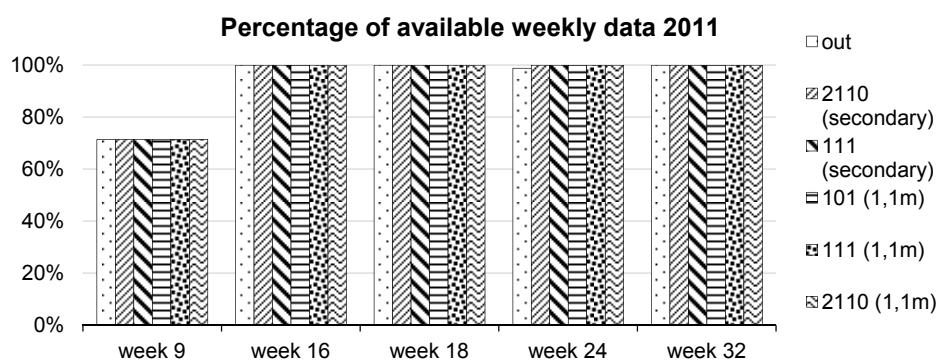 Percentage of available weekly data 2011
100%
80%
60%
40%
20%
0%
week 9
week 16
week 18
week 24
week 32
out
2110
(secondary)
111
(secondary)
101 (1,1m)
111 (1,1m)
2110 (1,1m)